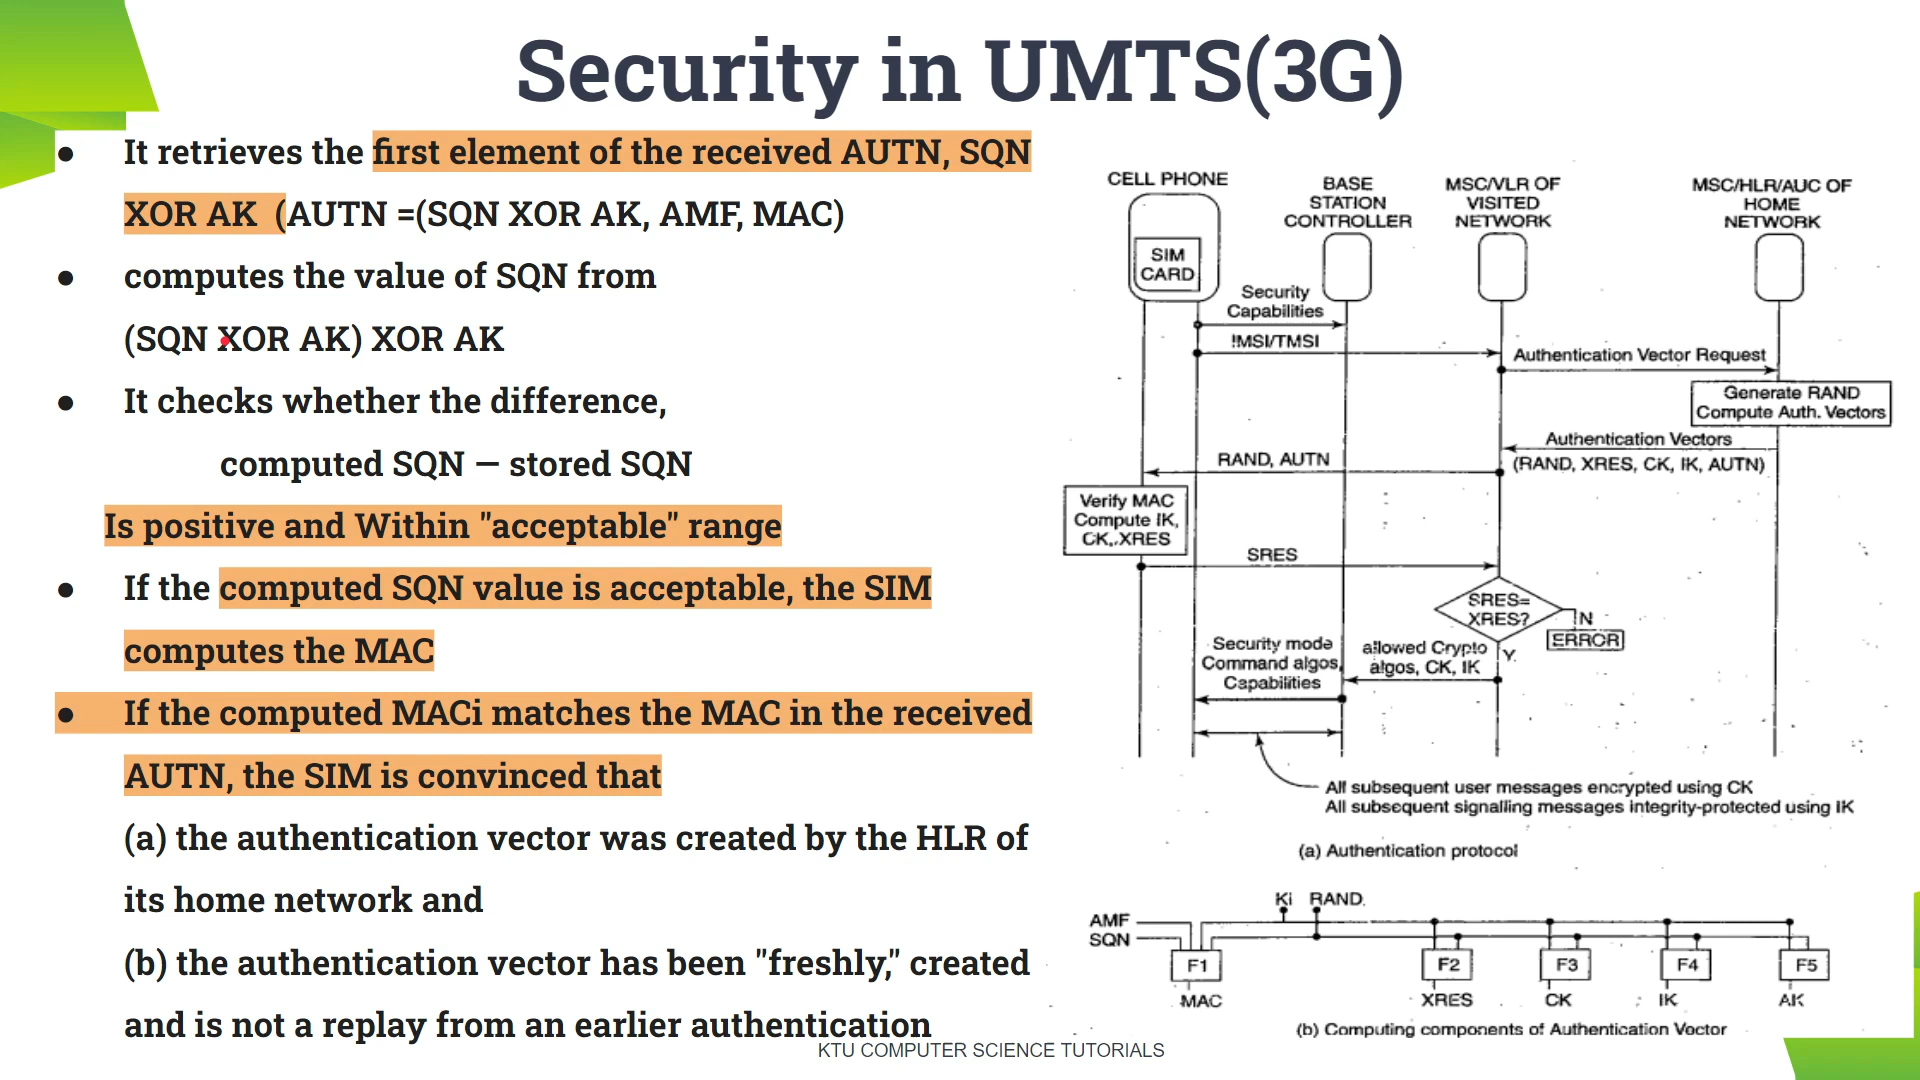 Security in UMTS(3G)
● It retrieves the first element of the received AUTN, SQN
XOR AK (AUTN =(SQN XOR AK, AMF, MAC)
● computes the value of SQN from
(SQN XOR AK) XOR AK
● It checks whether the difference,
computed SQN — stored SQN
Is positive and Within "acceptable" range
● If the computed SQN value is acceptable, the SIM
computes the MAC
● If the computed MACi matches the MAC in the received
AUTN, the SIM is convinced that
(a) the authentication vector was created by the HLR of
its home network and
(b) the authentication vector has been "freshly," created
and is not a replay from an earlier authentication
CELL PHONE
BASE
STATION
CONTROLLER
MSC/VLR OF
VISITED
NETWORK
MSC/HLR/AUC OF
HOME
NETWORK
SIM
CARD
Security
Capabilities
!MSI/TMSI
Authentication Vector Request
Generate RAND
Compute Auth. Vectors
Authentication Vectors
(RAND, XRES, CK, IK, AUTN)
RAND, AUTN
Verify MAC
Compute IK,
CK, XRES
SRES
SRES=
XRES?
N
ERROR
Y
Security mode
Command algos,
Capabilities
allowed Crypto
algos, CK, IK
All subsequent user messages encrypted using CK
All subsequent signalling messages integrity-protected using IK
(a) Authentication protocol
Ki RAND
AMF
SQN
F1 F2 F3 F4 F5
MAC XRES CK IK AK
(b) Computing components of Authentication Vector
KTU COMPUTER SCIENCE TUTORIALS